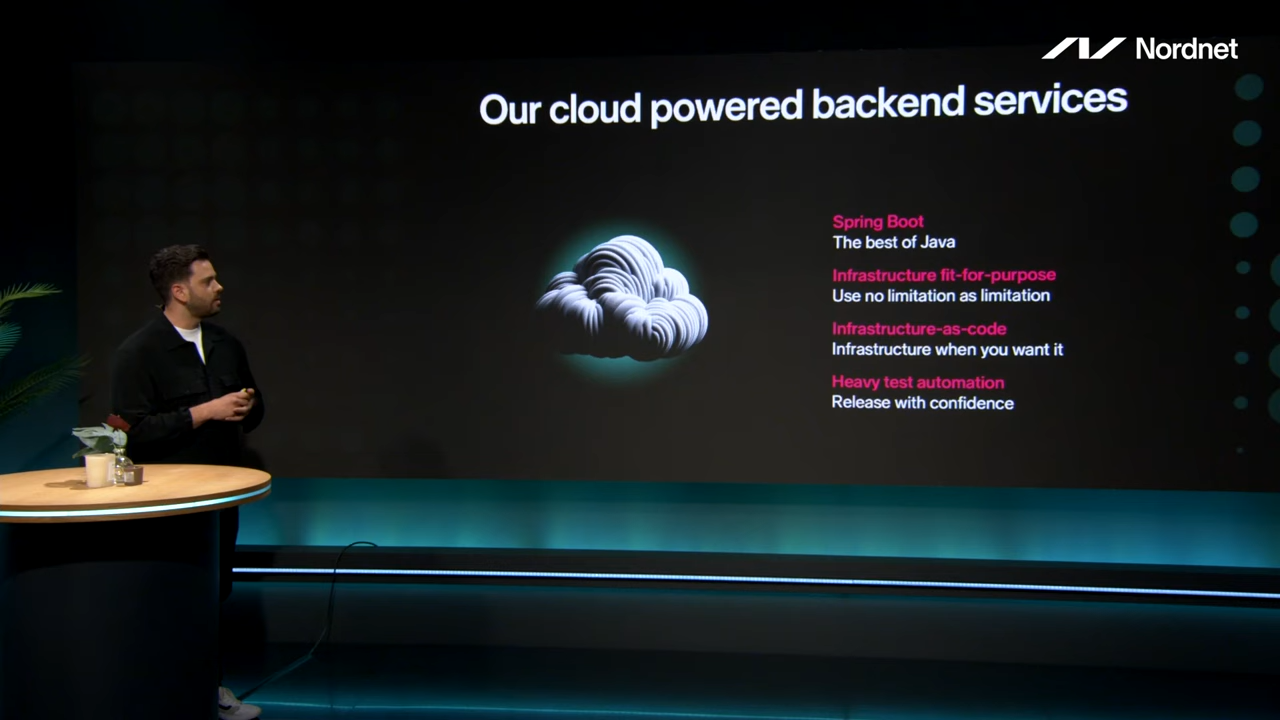 Nordnet
Our cloud powered backend services
Spring Boot
The best of Java
Infrastructure fit-for-purpose
Use no limitation as limitation
Infrastructure-as-code
Infrastructure when you want it
Heavy test automation
Release with confidence